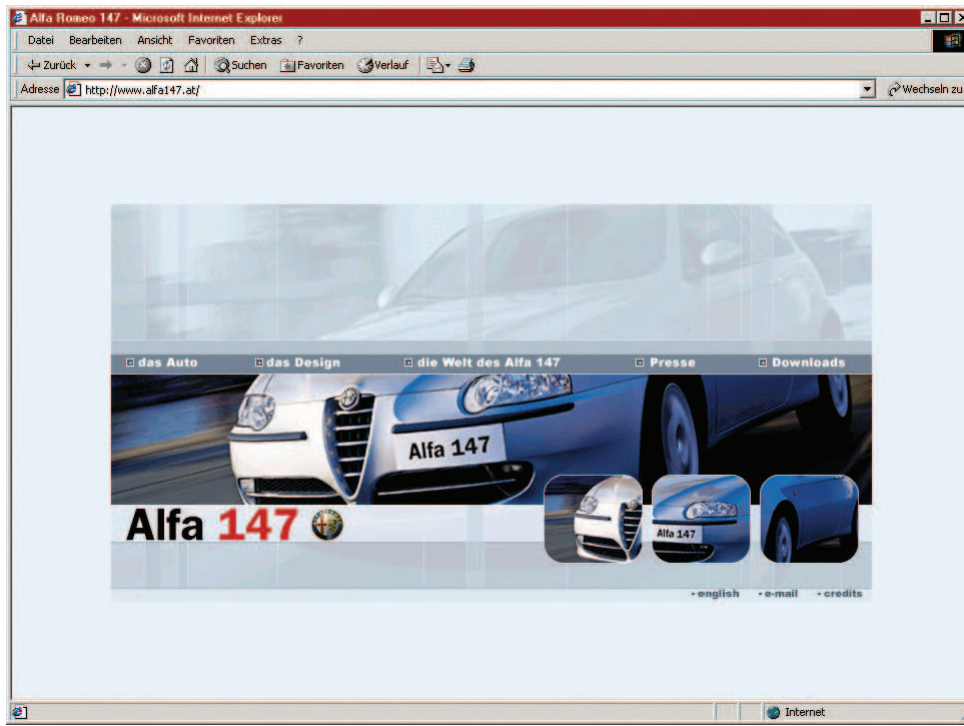 Alfa Romeo 147 - Microsoft Internet Explorer
Datei Bearbeiten Ansicht Favoriten Extras ?
Zurück Suchen Favoriten Verlauf
Adresse http://www.alfa147.at/ Wechseln zu
das Auto das Design die Welt des Alfa 147 Presse Downloads
Alfa 147
Alfa 147
Alfa 147
english e-mail credits
Internet